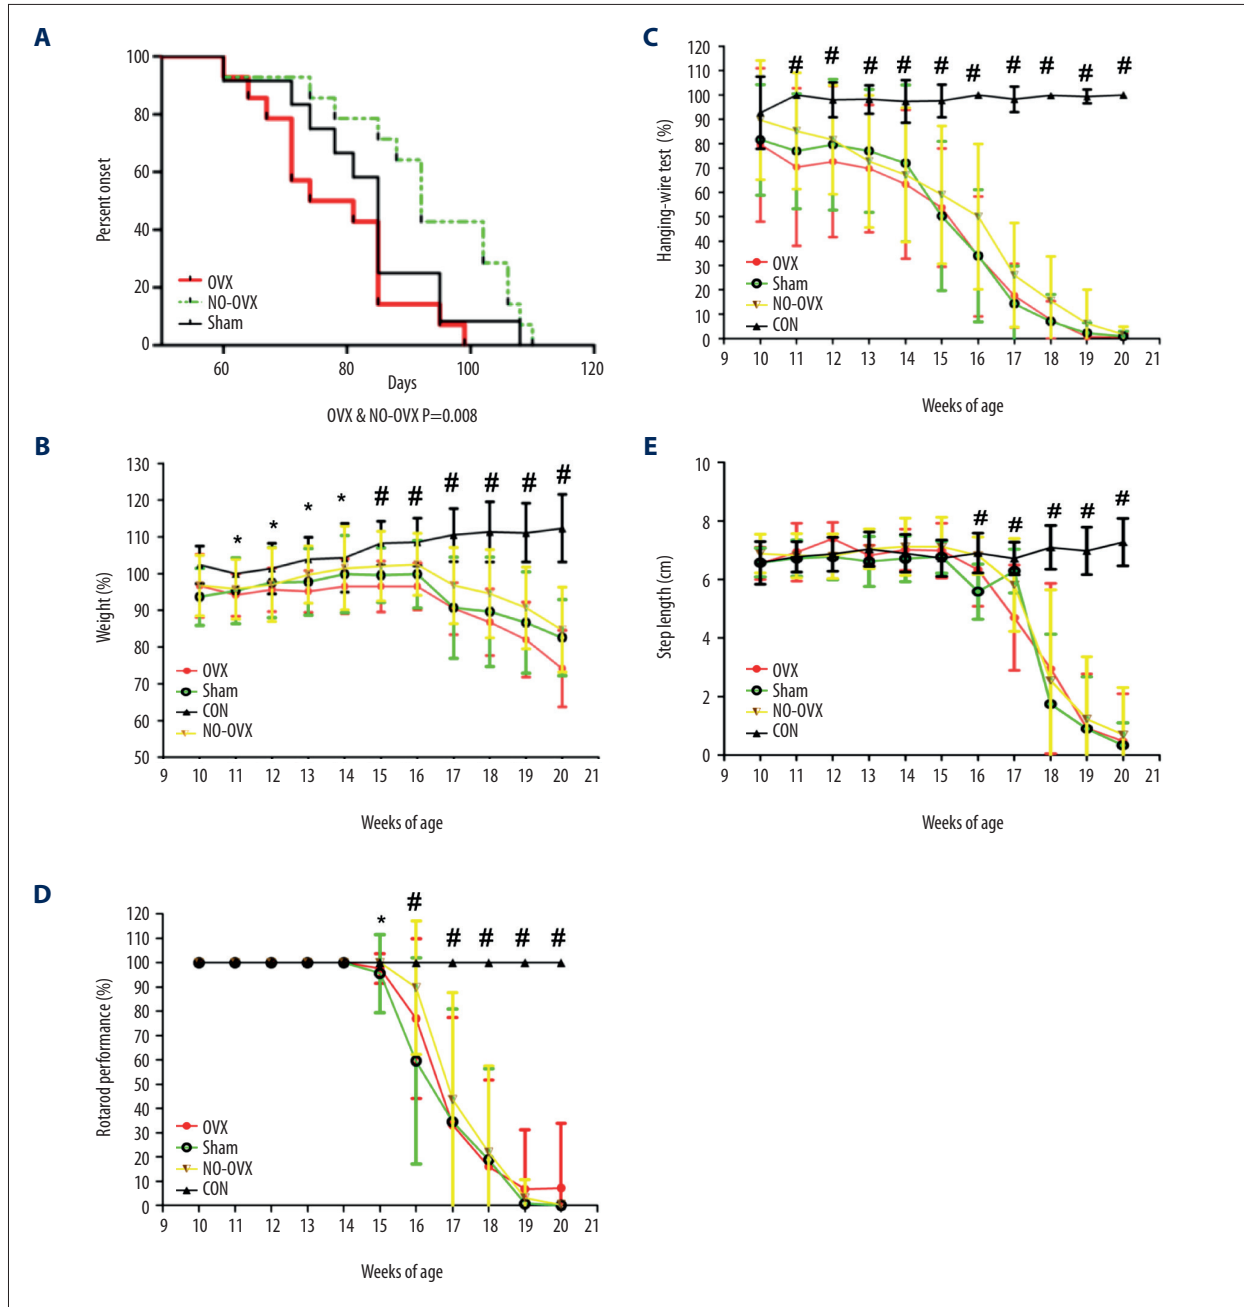 A
Percent onset
100
80
60
40
20
0
OVX
NO-OVX
Sham
60
80
100
120
Days
OVX & NO-OVX P=0.008
C
Hanging-wire test (%)
120
110
100
90
80
70
60
50
40
30
20
10
0
# # # # # # # # # #
OVX
Sham
NO-OVX
CON
9 10 11 12 13 14 15 16 17 18 19 20 21
Weeks of age
B
Weight (%)
130
120
110
100
90
80
70
60
50
* * * * # # # # # #
OVX
Sham
CON
NO-OVX
9 10 11 12 13 14 15 16 17 18 19 20 21
Weeks of age
E
Step length (cm)
10
8
6
4
2
0
# # # # #
OVX
Sham
NO-OVX
CON
9 10 11 12 13 14 15 16 17 18 19 20 21
Weeks of age
D
Rotarod performance (%)
120
110
100
90
80
70
60
50
40
30
20
10
0
* # # # # #
OVX
Sham
NO-OVX
CON
9 10 11 12 13 14 15 16 17 18 19 20 21
Weeks of age